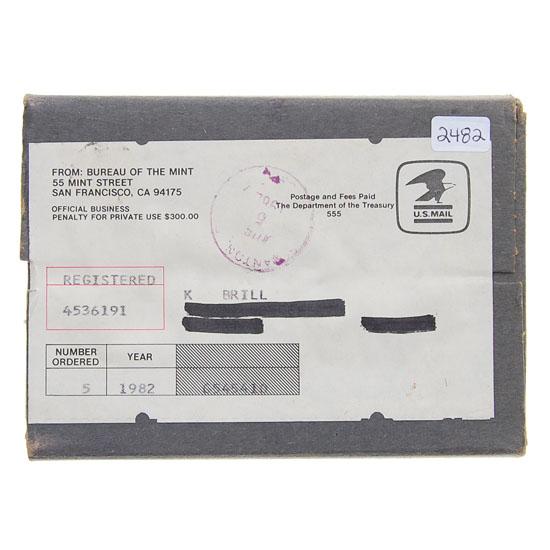 2482
FROM: BUREAU OF THE MINT
55 MINT STREET
SAN FRANCISCO, CA 94175
OFFICIAL BUSINESS
PENALTY FOR PRIVATE USE $300.00
Postage and Fees Paid
The Department of the Treasury
555
U.S. MAIL
REGISTERED
4536191
K BRILL
NUMBER ORDERED YEAR
5 1982